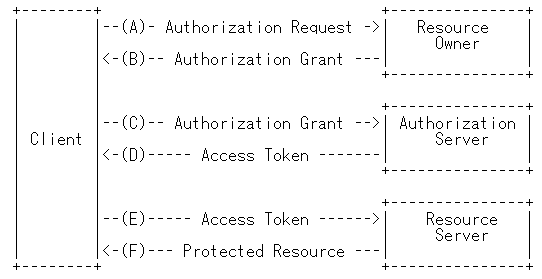 +--------+                               +---------------+
|        |--(A)- Authorization Request ->|   Resource    |
|        |                               |     Owner     |
|        |<-(B)-- Authorization Grant ---|               |
|        |                               +---------------+
|        |
|        |                               +---------------+
|        |--(C)-- Authorization Grant -->| Authorization |
| Client |                               |     Server    |
|        |<-(D)----- Access Token -------|               |
|        |                               +---------------+
|        |
|        |                               +---------------+
|        |--(E)----- Access Token ------>|    Resource   |
|        |                               |     Server    |
|        |<-(F)--- Protected Resource ---|               |
+--------+                               +---------------+